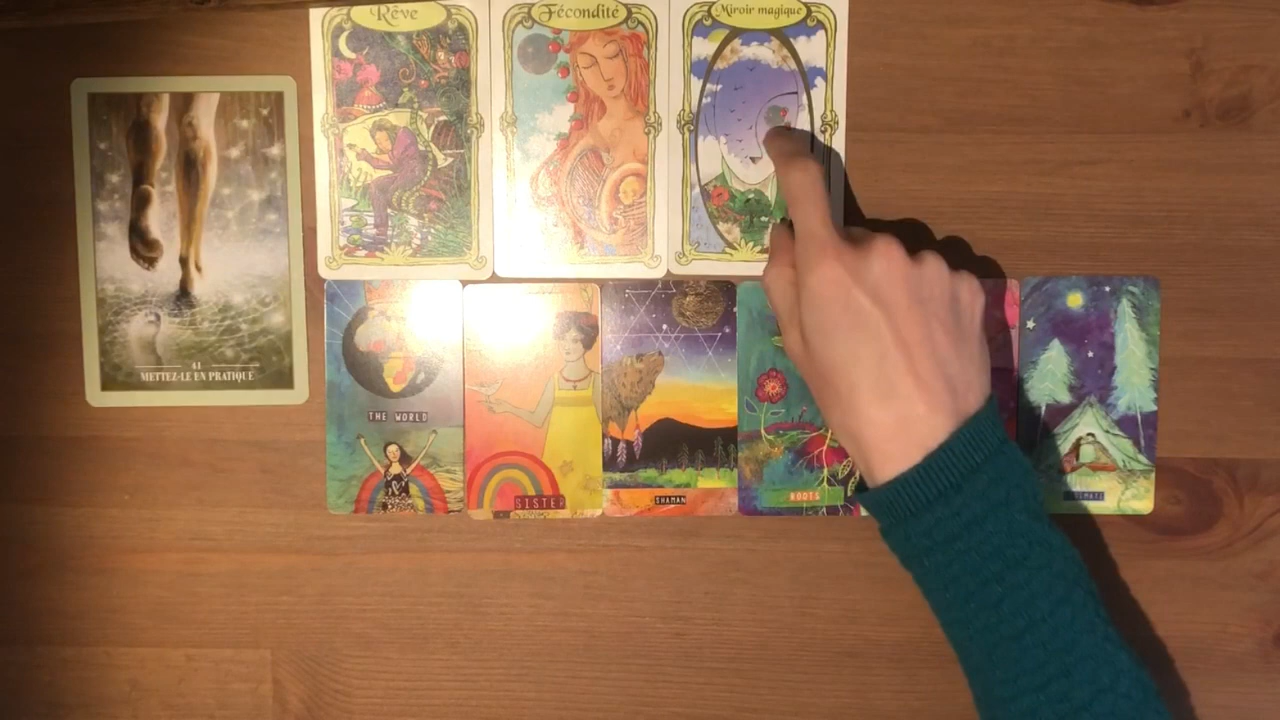 Rêve
Fécondité
Miroir magique
41
METTEZ-LE EN PRATIQUE
THE WORLD
SISTER
SHAMAN
ROOTS